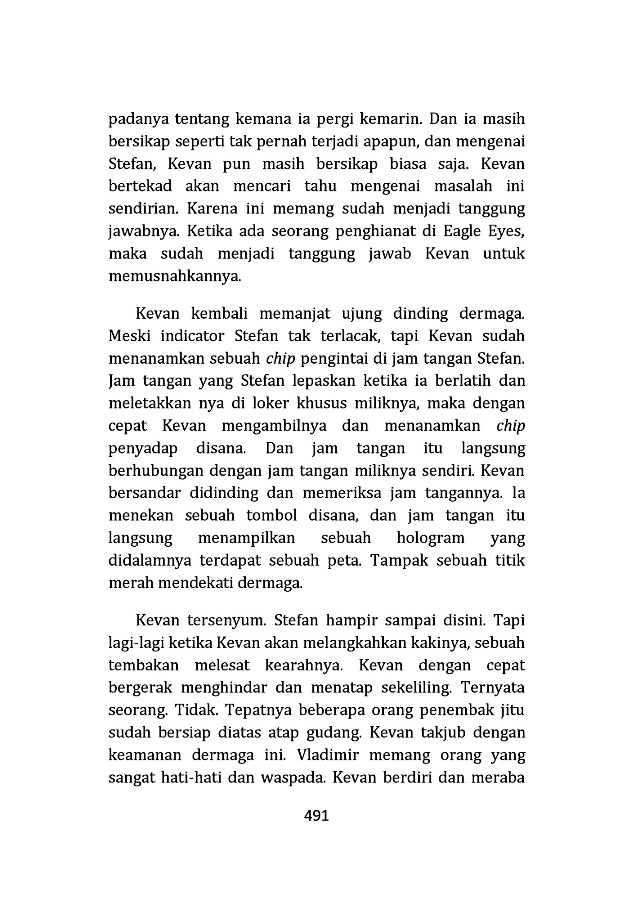 padanya tentang kemana ia pergi kemarin. Dan ia masih
bersikap seperti tak pernah terjadi apapun, dan mengenai
Stefan, Kevan pun masih bersikap biasa saja. Kevan
bertekad akan mencari tahu mengenai masalah ini
sendirian. Karena ini memang sudah menjadi tanggung
jawabnya. Ketika ada seorang penghianat di Eagle Eyes,
maka sudah menjadi tanggung jawab Kevan untuk
memusnahkannya.
Kevan kembali memanjat ujung dinding dermaga.
Meski indicator Stefan tak terlacak, tapi Kevan sudah
menanamkan sebuah chip pengintai di jam tangan Stefan.
Jam tangan yang Stefan lepaskan ketika ia berlatih dan
meletakkan nya di loker khusus miliknya, maka dengan
cepat Kevan mengambilnya dan menanamkan chip
penyadap disana. Dan jam tangan itu langsung
berhubungan dengan jam tangan miliknya sendiri. Kevan
bersandar didinding dan memeriksa jam tangannya. Ia
menekan sebuah tombol disana, dan jam tangan itu
langsung menampilkan sebuah hologram yang
didalamnya terdapat sebuah peta. Tampak sebuah titik
merah mendekati dermaga.
Kevan tersenyum. Stefan hampir sampai disini. Tapi
lagi-lagi ketika Kevan akan melangkahkan kakinya, sebuah
tembakan melesat kearahnya. Kevan dengan cepat
bergerak menghindar dan menatap sekeliling. Ternyata
seorang. Tidak. Tepatnya beberapa orang penembak jitu
sudah bersiap diatas atap gudang. Kevan takjub dengan
keamanan dermaga ini. Vladimir memang orang yang
sangat hati-hati dan waspada. Kevan berdiri dan meraba
491